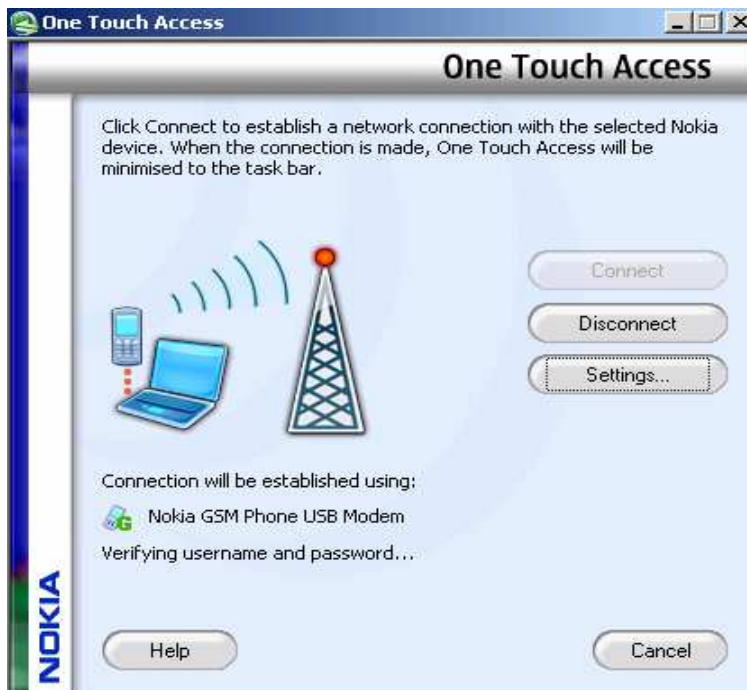 One Touch Access
One Touch Access
Click Connect to establish a network connection with the selected Nokia
device. When the connection is made, One Touch Access will be
minimised to the task bar.
Connect
Disconnect
Settings...
Connection will be established using:
G
Nokia GSM Phone USB Modem
Verifying username and password...
NOKIA
Help
Cancel